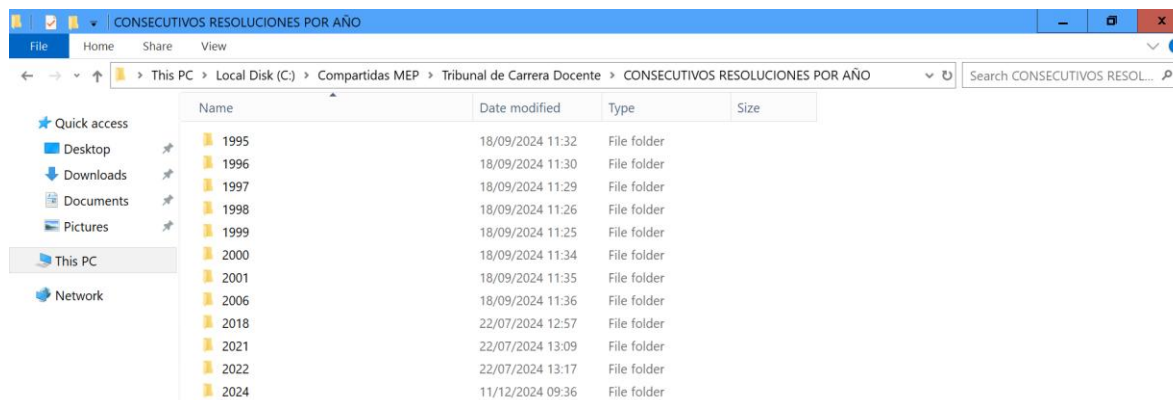 CONSECUTIVOS RESOLUCIONES POR AÑO
File Home Share View
This PC > Local Disk (C:) > Compartidas MEP > Tribunal de Carrera Docente > CONSECUTIVOS RESOLUCIONES POR AÑO Search CONSECUTIVOS RESOL...
Name Date modified Type Size
Quick access
Desktop
Downloads
Documents
Pictures
This PC
Network
1995 18/09/2024 11:32 File folder
1996 18/09/2024 11:30 File folder
1997 18/09/2024 11:29 File folder
1998 18/09/2024 11:26 File folder
1999 18/09/2024 11:25 File folder
2000 18/09/2024 11:34 File folder
2001 18/09/2024 11:35 File folder
2006 18/09/2024 11:36 File folder
2018 22/07/2024 12:57 File folder
2021 22/07/2024 13:09 File folder
2022 22/07/2024 13:17 File folder
2024 11/12/2024 09:36 File folder